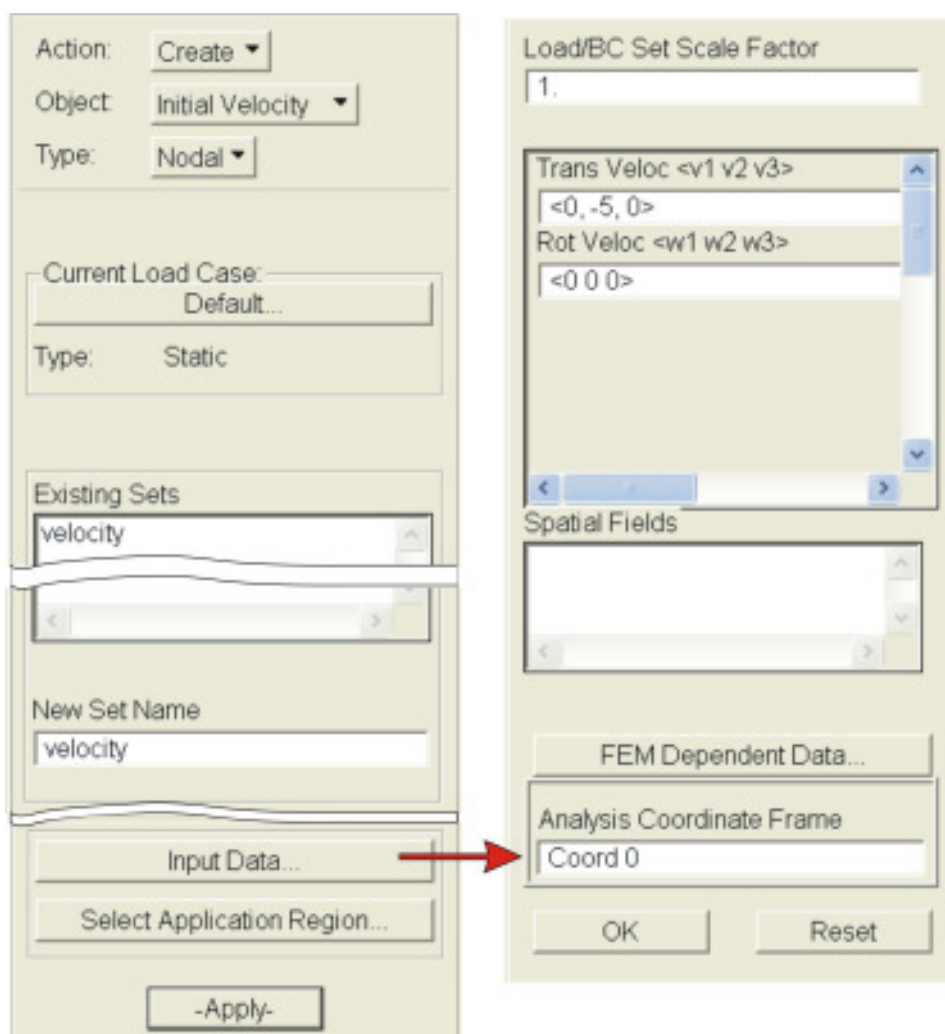 Action: Create
Object: Initial Velocity
Type: Nodal
Current Load Case:
Default...
Type: Static
Existing Sets
velocity
New Set Name
velocity
Input Data...
Select Application Region...
-Apply-
Load/BC Set Scale Factor
1.
Trans Veloc <v1 v2 v3>
<0, -5, 0>
Rot Veloc <w1 w2 w3>
<0 0 0>
Spatial Fields
FEM Dependent Data...
Analysis Coordinate Frame
Coord 0
OK Reset